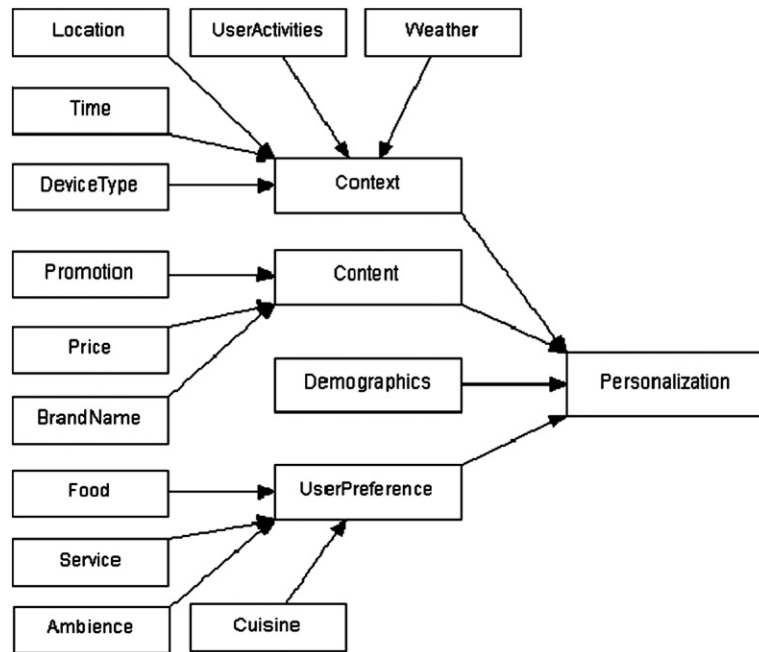 Location
UserActivities
Weather
Time
DeviceType
Context
Promotion
Content
Price
Demographics
Personalization
BrandName
Food
UserPreference
Service
Ambience
Cuisine